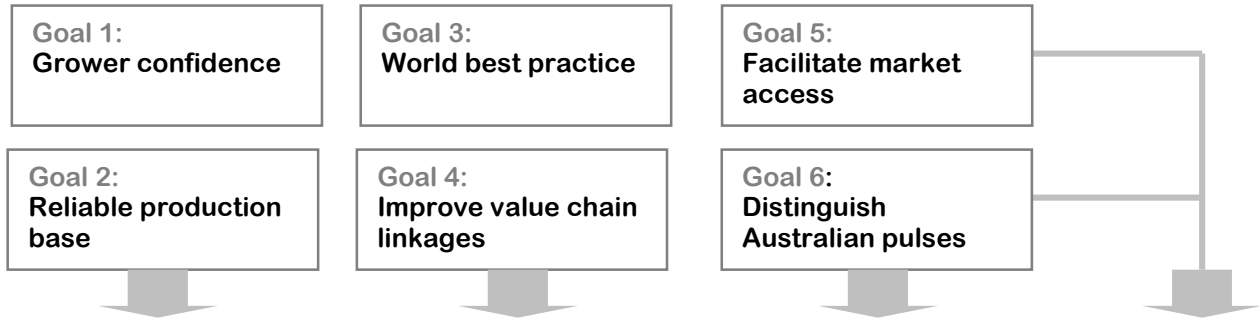 Goal 1:
Grower confidence
Goal 3:
World best practice
Goal 5:
Facilitate market
access
Goal 2:
Reliable production
base
Goal 4:
Improve value chain
linkages
Goal 6:
Distinguish
Australian pulses